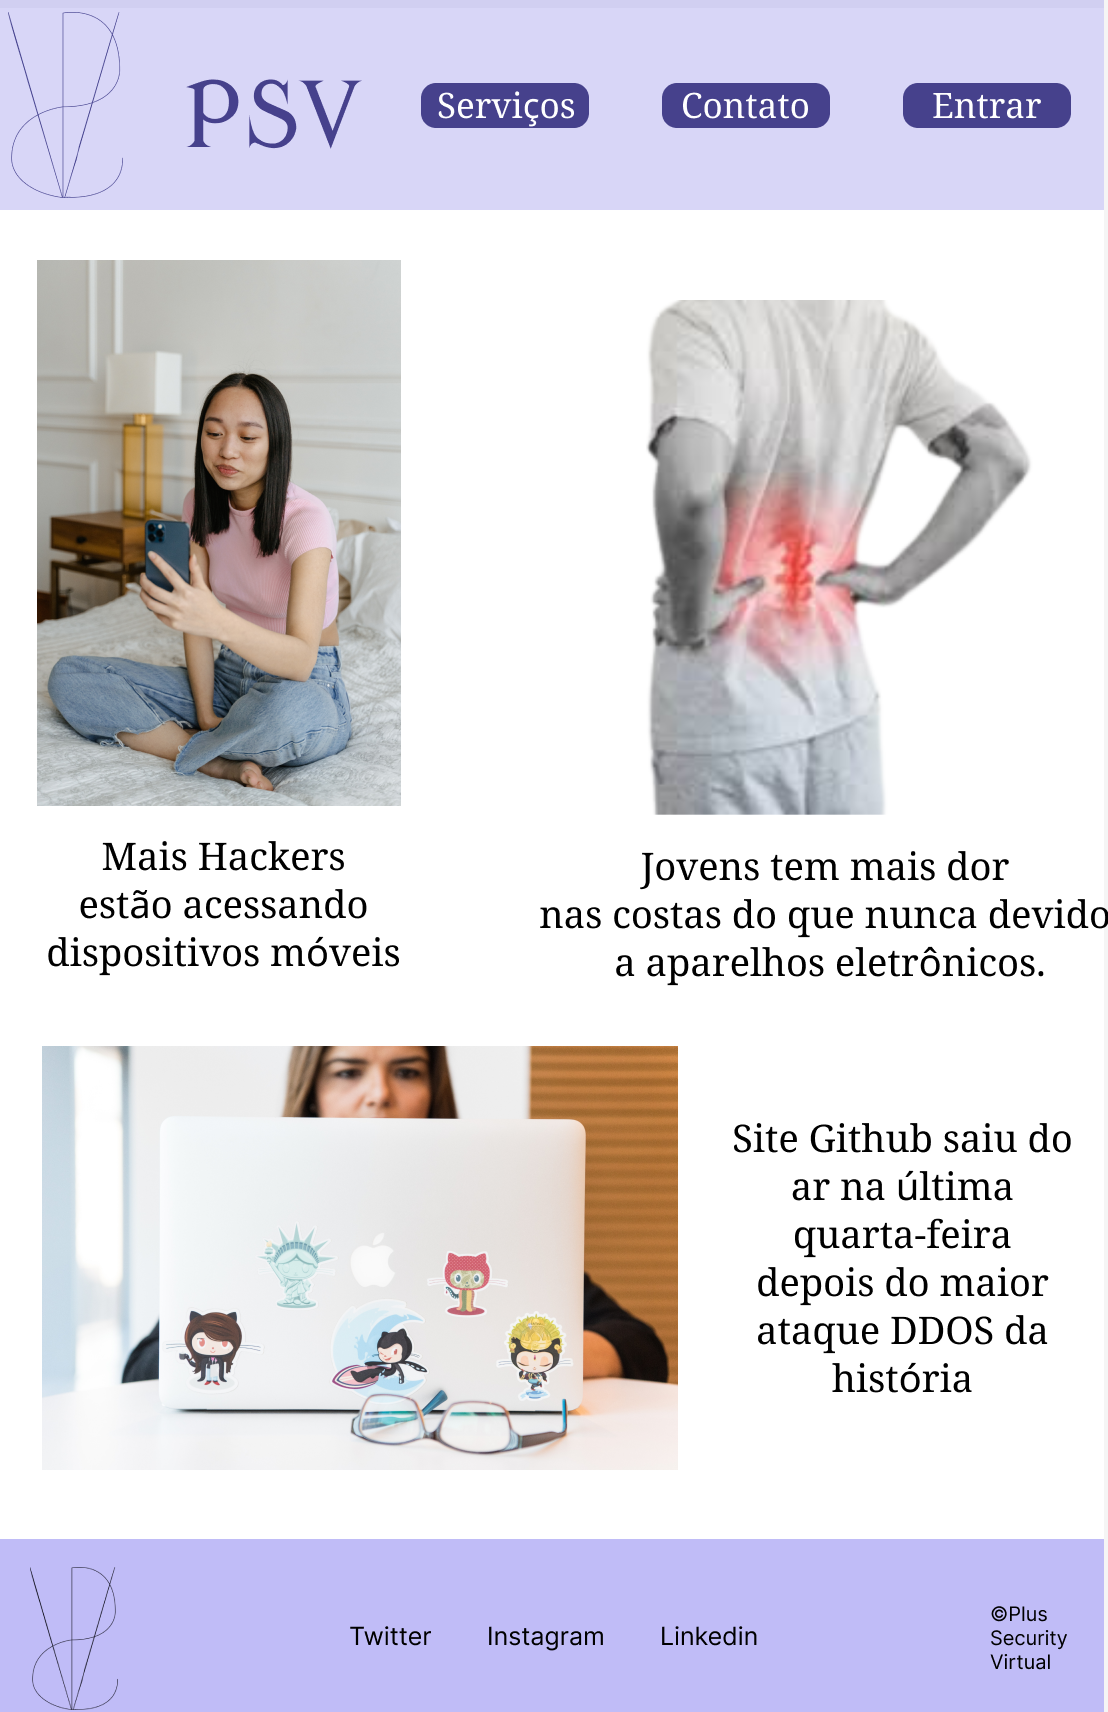 PSV
Serviços
Contato
Entrar
Mais Hackers
estão acessando
dispositivos móveis
Jovens tem mais dor
nas costas do que nunca devido
a aparelhos eletrônicos.
Site Github saiu do
ar na última
quarta-feira
depois do maior
ataque DDOS da
história
Twitter
Instagram
Linkedin
©Plus
Security
Virtual